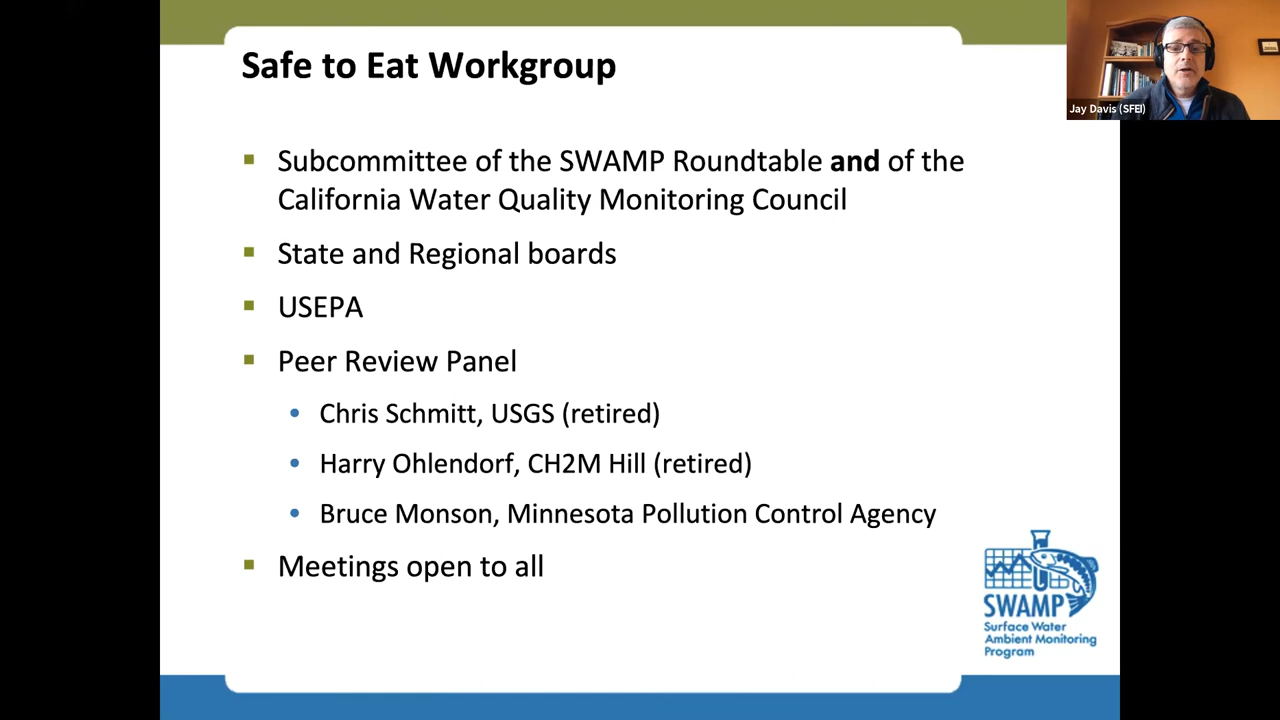 Safe to Eat Workgroup
Jay Davis (SFEI)
Subcommittee of the SWAMP Roundtable and of the
California Water Quality Monitoring Council
State and Regional boards
USEPA
Peer Review Panel
Chris Schmitt, USGS (retired)
Harry Ohlendorf, CH2M Hill (retired)
Bruce Monson, Minnesota Pollution Control Agency
Meetings open to all
SWAMP
Surface Water
Ambient Monitoring
Program